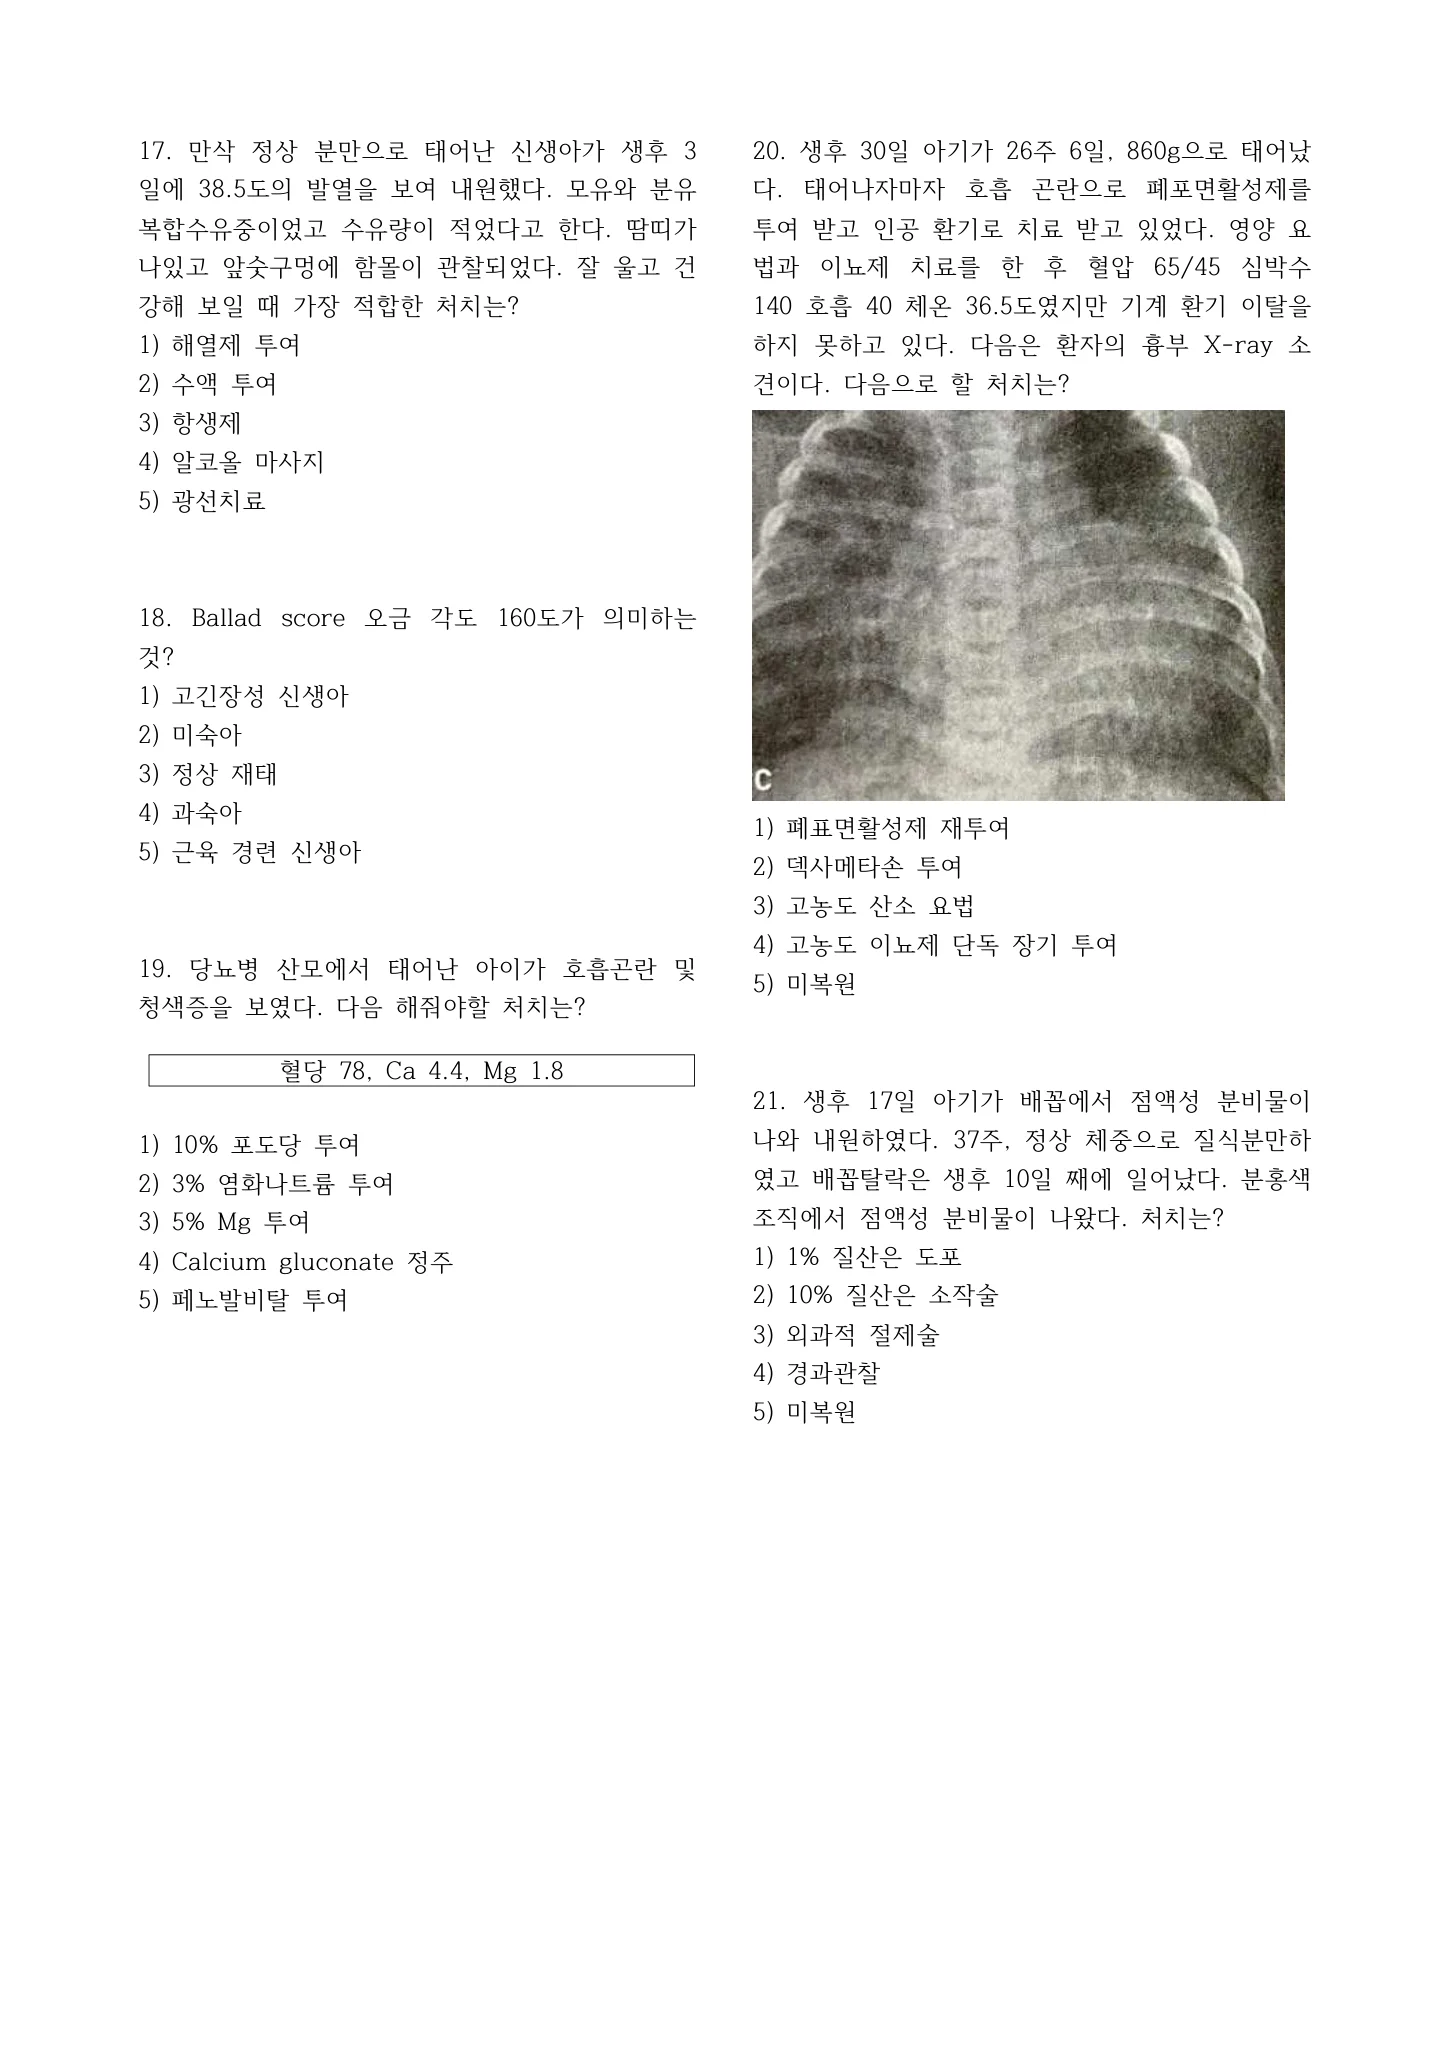 17. 만삭 정상 분만으로 태어난 신생아가 생후 3
일에 38.5도의 발열을 보여 내원했다. 모유와 분유
복합수유중이었고 수유량이 적었다고 한다. 땀띠가
나있고 앞숫구멍에 함몰이 관찰되었다. 잘 울고 건
강해 보일 때 가장 적합한 처치는?
1) 해열제 투여
2) 수액 투여
3) 항생제
4) 알코올 마사지
5) 광선치료
18. Ballad score 오금 각도 160도가 의미하는
것?
1) 고긴장성 신생아
2) 미숙아
3) 정상 재태
4) 과숙아
5) 근육 경련 신생아
19. 당뇨병 산모에서 태어난 아이가 호흡곤란 및
청색증을 보였다. 다음 해줘야할 처치는?
혈당 78, Ca 4.4, Mg 1.8
1) 10% 포도당 투여
2) 3% 염화나트륨 투여
3) 5% Mg 투여
4) Calcium gluconate 정주
5) 페노발비탈 투여
20. 생후 30일 아기가 26주 6일, 860g으로 태어났
다. 태어나자마자 호흡 곤란으로 폐포면활성제를
투여 받고 인공 환기로 치료 받고 있었다. 영양 요
법과 이뇨제 치료를 한 후 혈압 65/45 심박수
140 호흡 40 체온 36.5도였지만 기계 환기 이탈을
하지 못하고 있다. 다음은 환자의 흉부 X-ray 소
견이다. 다음으로 할 처치는?
C
1) 폐표면활성제 재투여
2) 덱사메타손 투여
3) 고농도 산소 요법
4) 고농도 이뇨제 단독 장기 투여
5) 미복원
21. 생후 17일 아기가 배꼽에서 점액성 분비물이
나와 내원하였다. 37주, 정상 체중으로 질식분만하
였고 배꼽탈락은 생후 10일 째에 일어났다. 분홍색
조직에서 점액성 분비물이 나왔다. 처치는?
1) 1% 질산은 도포
2) 10% 질산은 소작술
3) 외과적 절제술
4) 경과관찰
5) 미복원